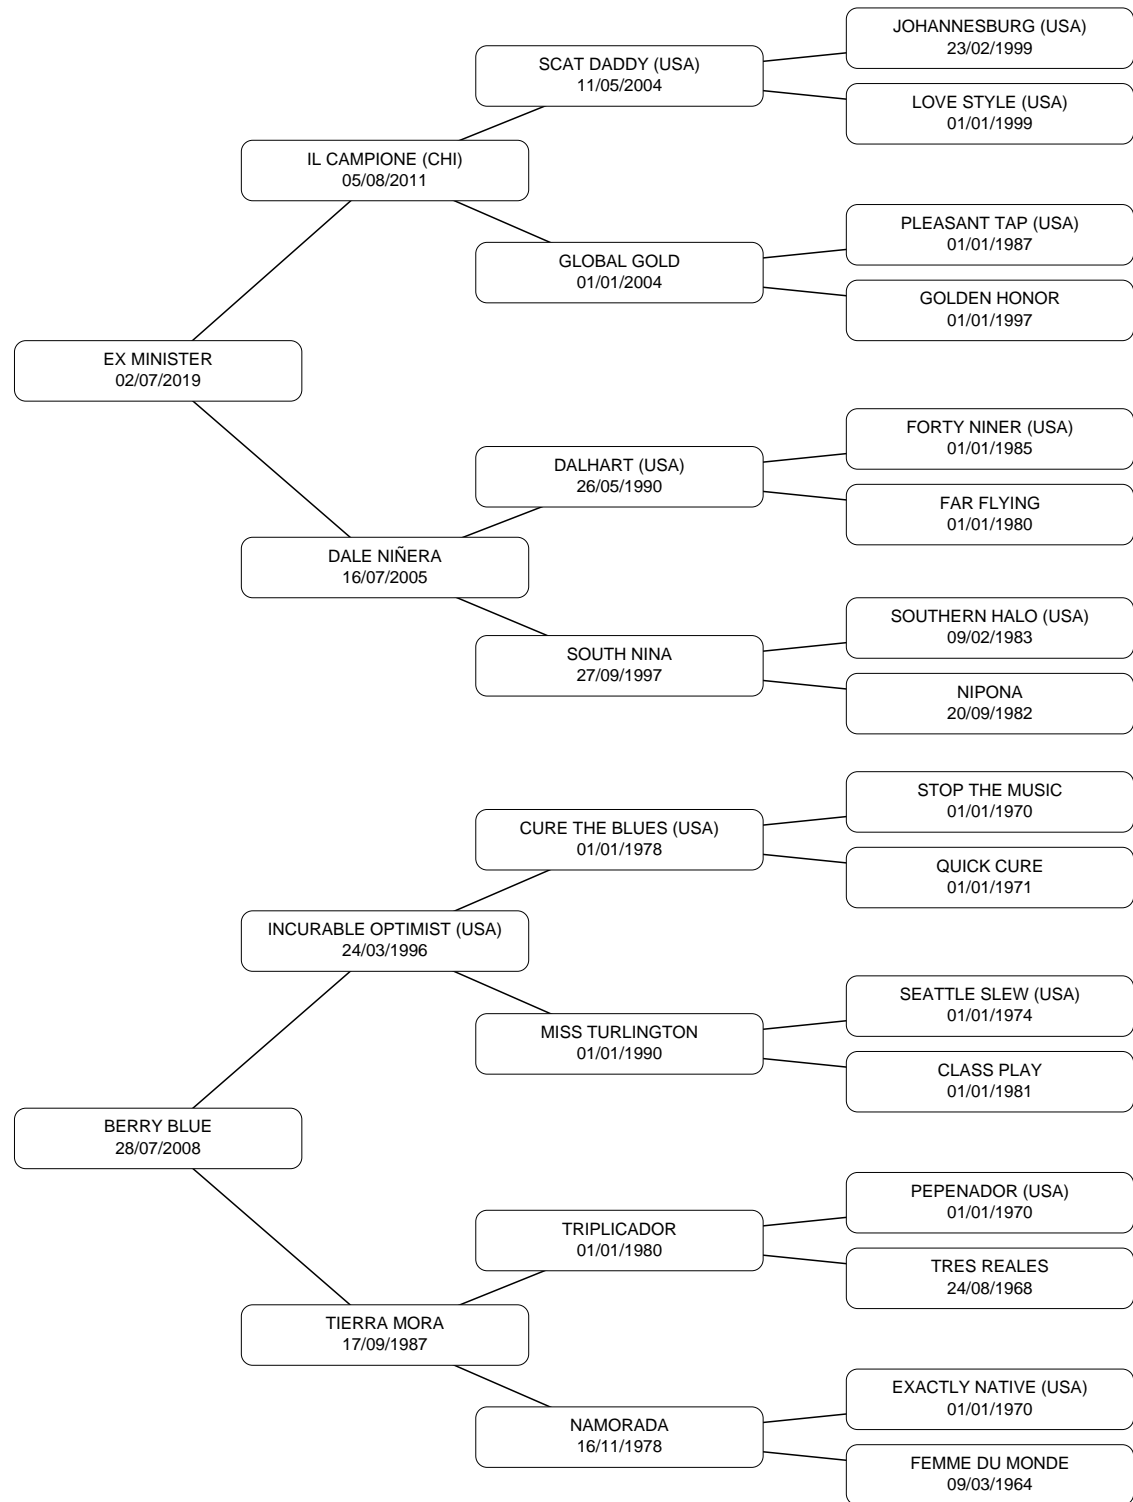 JOHANNESBURG (USA)
23/02/1999
SCAT DADDY (USA)
11/05/2004
LOVE STYLE (USA)
01/01/1999
IL CAMPIONE (CHI)
05/08/2011
PLEASANT TAP (USA)
01/01/1987
GLOBAL GOLD
01/01/2004
GOLDEN HONOR
01/01/1997
EX MINISTER
02/07/2019
FORTY NINER (USA)
01/01/1985
DALHART (USA)
26/05/1990
FAR FLYING
01/01/1980
DALE NIÑERA
16/07/2005
SOUTHERN HALO (USA)
09/02/1983
SOUTH NINA
27/09/1997
NIPONA
20/09/1982
STOP THE MUSIC
01/01/1970
CURE THE BLUES (USA)
01/01/1978
QUICK CURE
01/01/1971
INCURABLE OPTIMIST (USA)
24/03/1996
SEATTLE SLEW (USA)
01/01/1974
MISS TURLINGTON
01/01/1990
CLASS PLAY
01/01/1981
BERRY BLUE
28/07/2008
PEPENADOR (USA)
01/01/1970
TRIPLICADOR
01/01/1980
TRES REALES
24/08/1968
TIERRA MORA
17/09/1987
EXACTLY NATIVE (USA)
01/01/1970
NAMORADA
16/11/1978
FEMME DU MONDE
09/03/1964